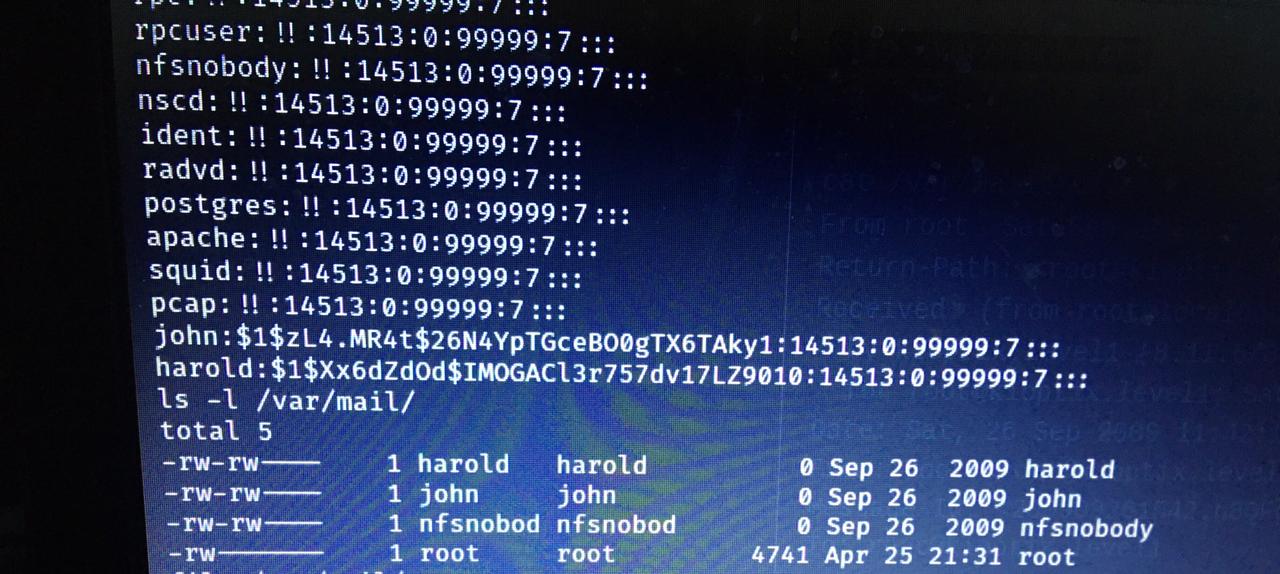 rpcuser:!!:14513:0:99999:7:::
nfsnobody:!!:14513:0:99999:7:::
nscd:!!:14513:0:99999:7:::
ident:!!:14513:0:99999:7:::
radvd:!!:14513:0:99999:7:::
postgres:!!:14513:0:99999:7:::
apache:!!:14513:0:99999:7:::
squid:!!:14513:0:99999:7:::
pcap:!!:14513:0:99999:7:::
john:$1$zL4.MR4t$26N4YpTGceBO0gTX6TAky1:14513:0:99999:7:::
harold:$1$Xx6dZdOd$IMOGACl3r757dv17LZ9010:14513:0:99999:7:::
ls -l /var/mail/
total 5
-rw-rw---- 1 harold harold 0 Sep 26 2009 harold
-rw-rw---- 1 john john 0 Sep 26 2009 john
-rw-rw---- 1 nfsnobod nfsnobod 0 Sep 26 2009 nfsnobody
-rw------- 1 root root 4741 Apr 25 21:31 root